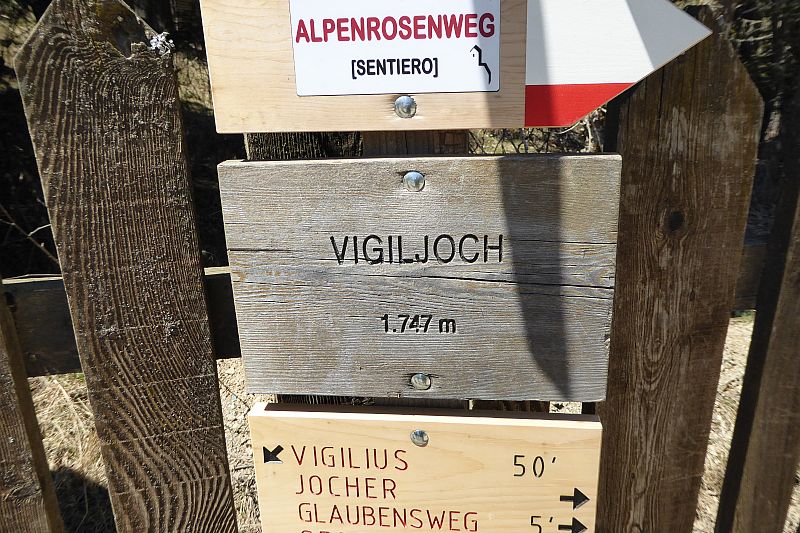 ALPENROSENWEG
[SENTIERO]
VIGILJOCH
1.747 m
VIGILIUS 50'
JOCHER
GLAUBENSWEG 5'